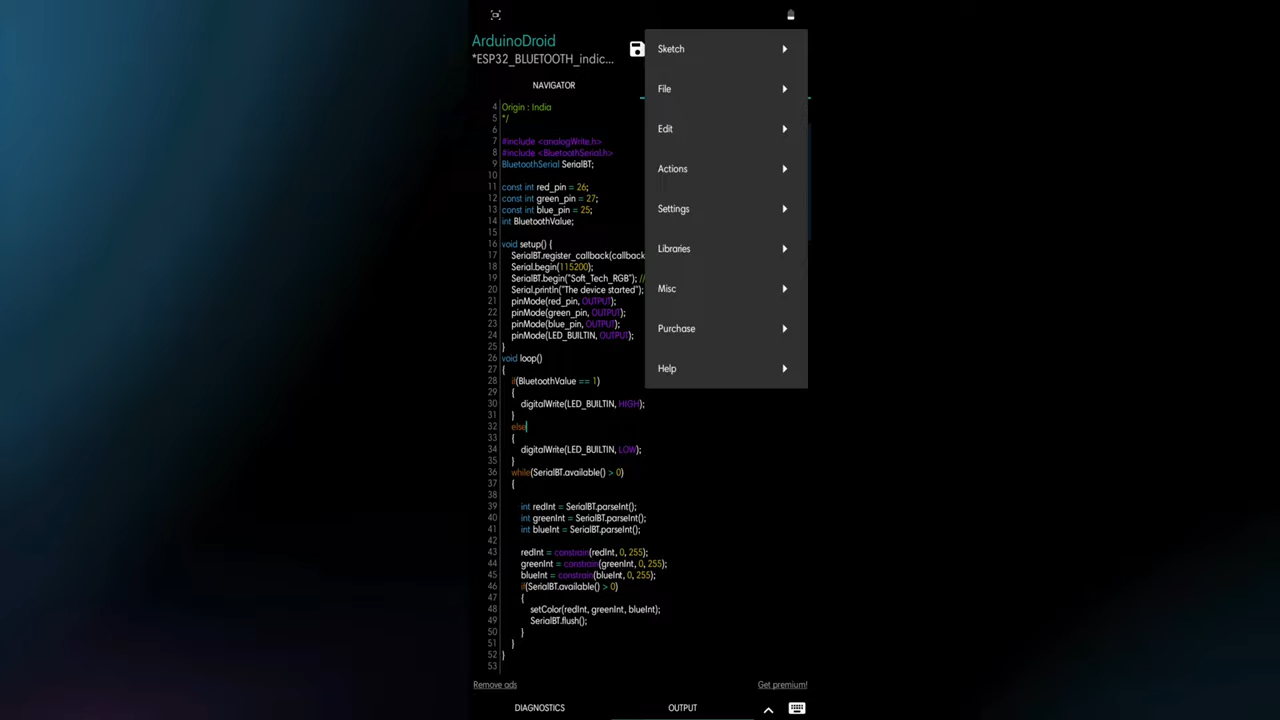 ArduinoDroid
*ESP32_BLUETOOTH_indic...
NAVIGATOR
Sketch
File
Edit
Actions
Settings
Libraries
Misc
Purchase
Help
4 Origin : India
5 */
6
7 #include <analogWrite.h>
8 #include <BluetoothSerial.h>
9 BluetoothSerial SerialBT;
10
11 const int red_pin = 26;
12 const int green_pin = 27;
13 const int blue_pin = 25;
14 int BluetoothValue;
15
16 void setup() {
17 SerialBT.register_callback(callback
18 Serial.begin(115200);
19 SerialBT.begin("Soft_Tech_RGB"); //
20 Serial.println("The device started");
21 pinMode(red_pin, OUTPUT);
22 pinMode(green_pin, OUTPUT);
23 pinMode(blue_pin, OUTPUT);
24 pinMode(LED_BUILTIN, OUTPUT);
25 }
26 void loop()
27 {
28 if(BluetoothValue == 1)
29 {
30 digitalWrite(LED_BUILTIN, HIGH);
31 }
32 else
33 {
34 digitalWrite(LED_BUILTIN, LOW);
35 }
36 while(SerialBT.available() > 0)
37 {
38
39 int redInt = SerialBT.parseInt();
40 int greenInt = SerialBT.parseInt();
41 int blueInt = SerialBT.parseInt();
42
43 redInt = constrain(redInt, 0, 255);
44 greenInt = constrain(greenInt, 0, 255);
45 blueInt = constrain(blueInt, 0, 255);
46 if(SerialBT.available() > 0)
47 {
48 setColor(redInt, greenInt, blueInt);
49 SerialBT.flush();
50 }
51 }
52 }
53
Remove ads
Get premium!
DIAGNOSTICS
OUTPUT